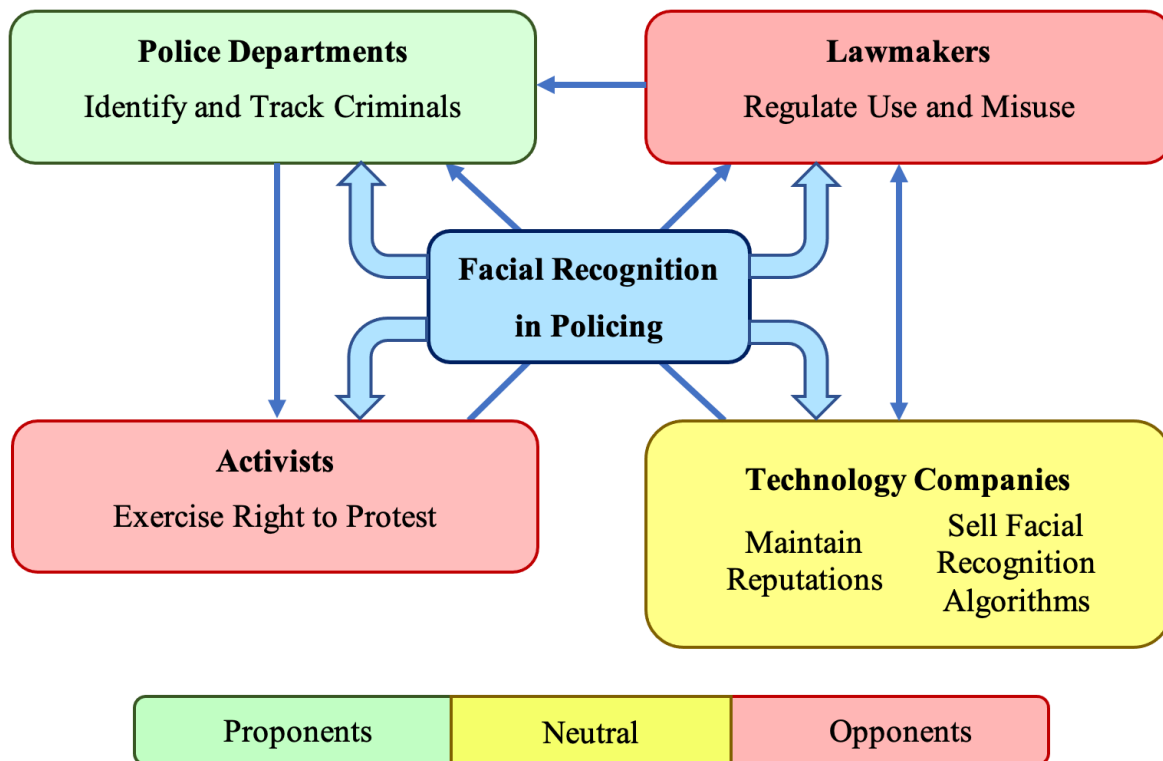 Police Departments
Identify and Track Criminals
Lawmakers
Regulate Use and Misuse
Facial Recognition
in Policing
Activists
Exercise Right to Protest
Technology Companies
Maintain
Reputations
Sell Facial
Recognition
Algorithms
Proponents
Neutral
Opponents